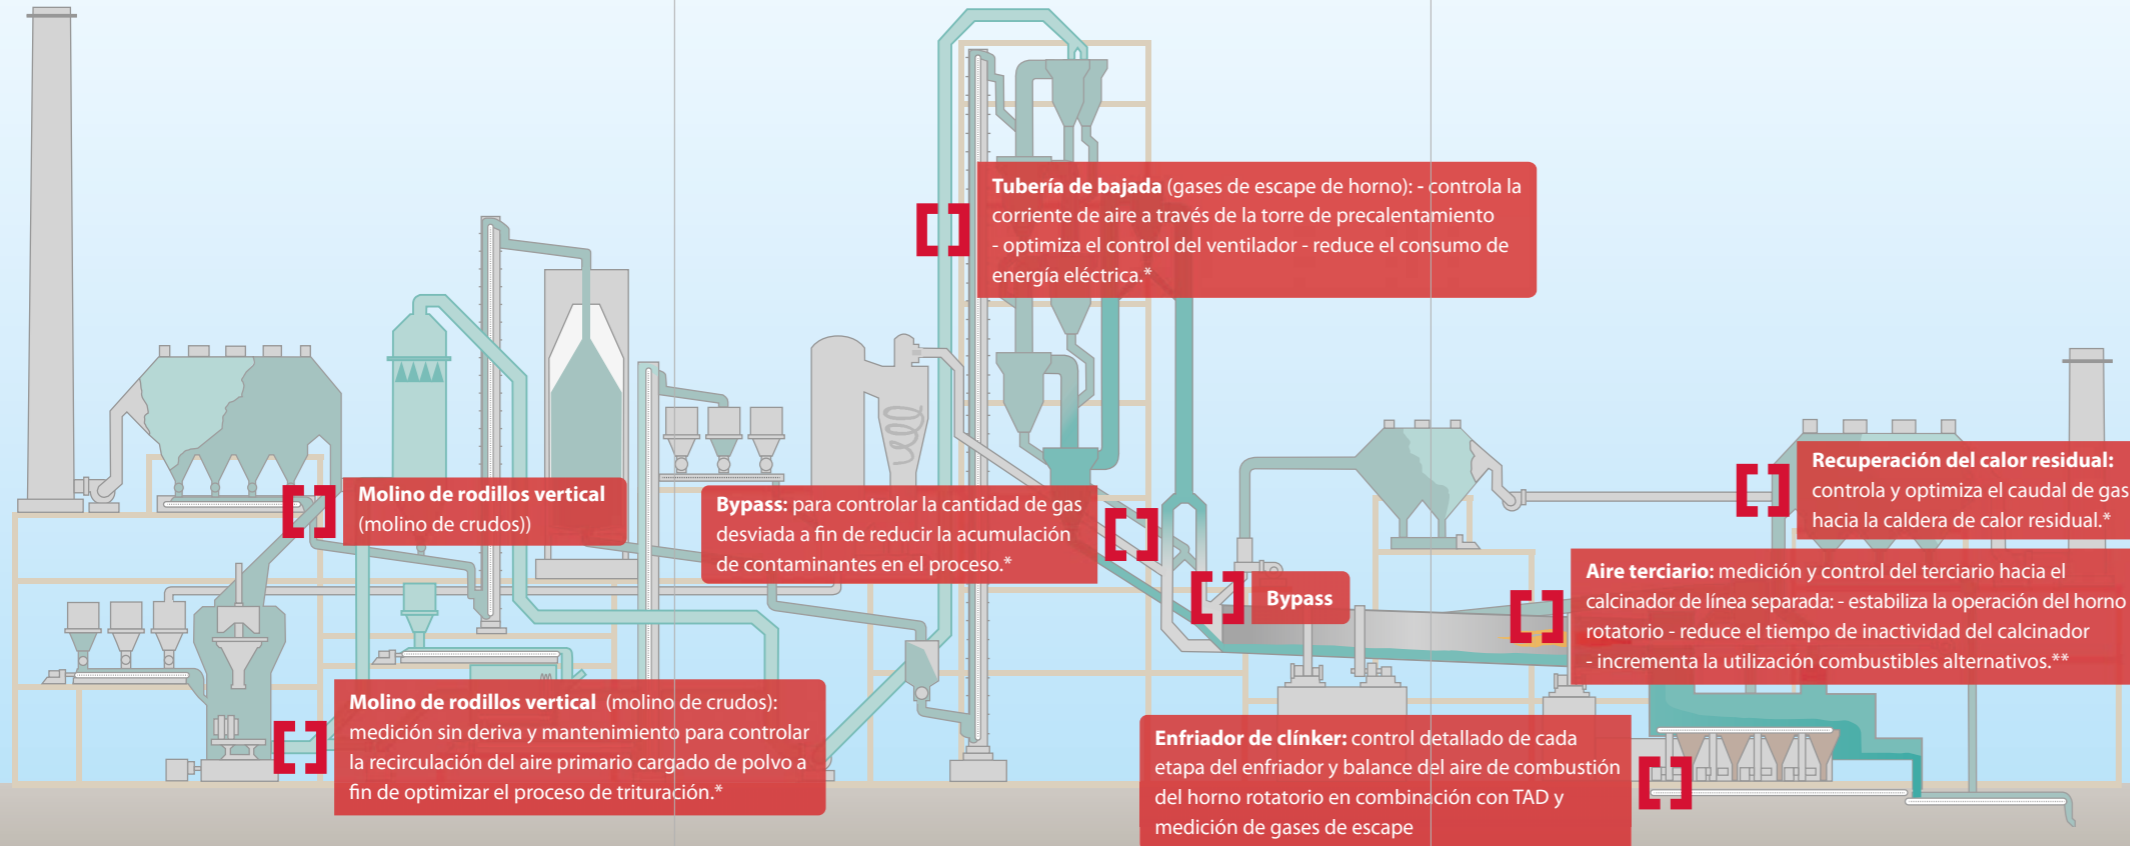 Tubería de bajada (gases de escape de horno): - controla la
corriente de aire a través de la torre de precalentamiento
- optimiza el control del ventilador - reduce el consumo de
energía eléctrica.*
Molino de rodillos vertical
(molino de crudos))
Bypass: para controlar la cantidad de gas
desviada a fin de reducir la acumulación
de contaminantes en el proceso.*
Recuperación del calor residual:
controla y optimiza el caudal de gas
hacia la caldera de calor residual.*
Bypass
Aire terciario: medición y control del terciario hacia el
calcinador de línea separada: - estabiliza la operación del horno
rotatorio - reduce el tiempo de inactividad del calcinador
- incrementa la utilización combustibles alternativos.**
Molino de rodillos vertical (molino de crudos):
medición sin deriva y mantenimiento para controlar
la recirculación del aire primario cargado de polvo a
fin de optimizar el proceso de trituración.*
Enfriador de clínker: control detallado de cada
etapa del enfriador y balance del aire de combustión
del horno rotatorio en combinación con TAD y
medición de gases de escape